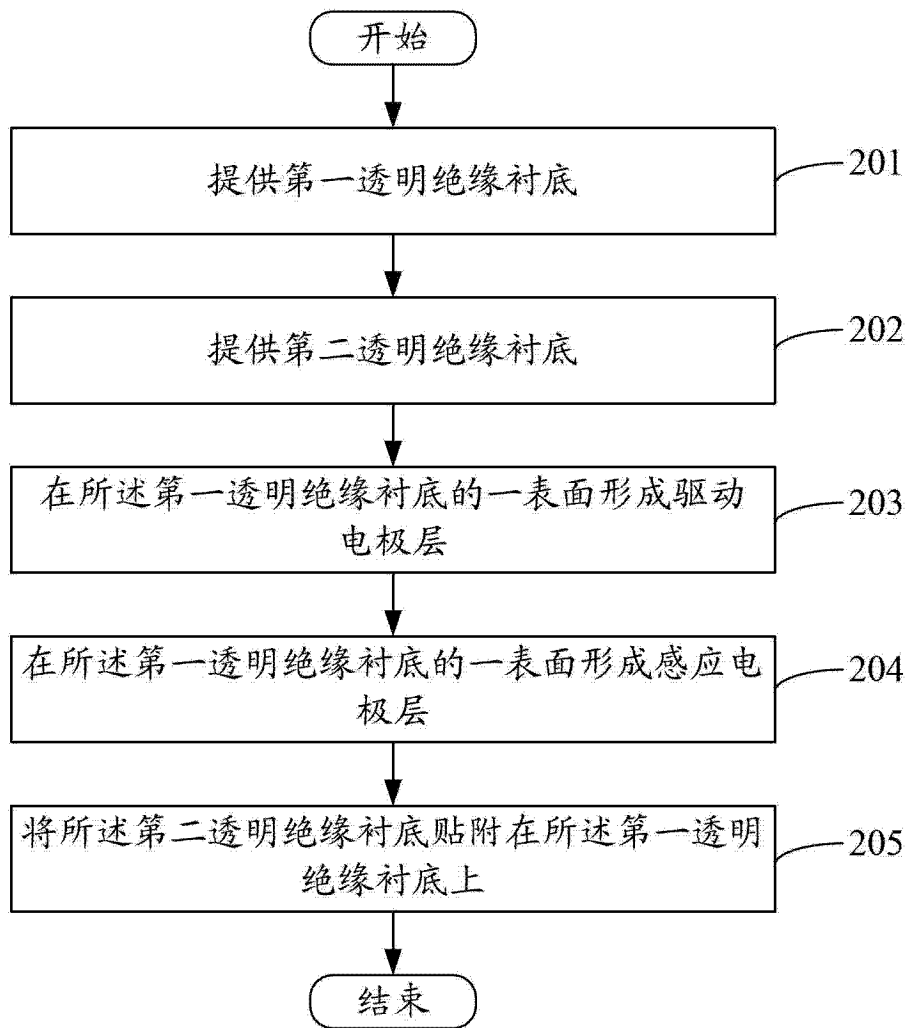 开始
提供第一透明绝缘衬底
201
提供第二透明绝缘衬底
202
在所述第一透明绝缘衬底的一表面形成驱动
电极层
203
在所述第一透明绝缘衬底的一表面形成感应电
极层
204
将所述第二透明绝缘衬底贴附在所述第一透明
绝缘衬底上
205
结束